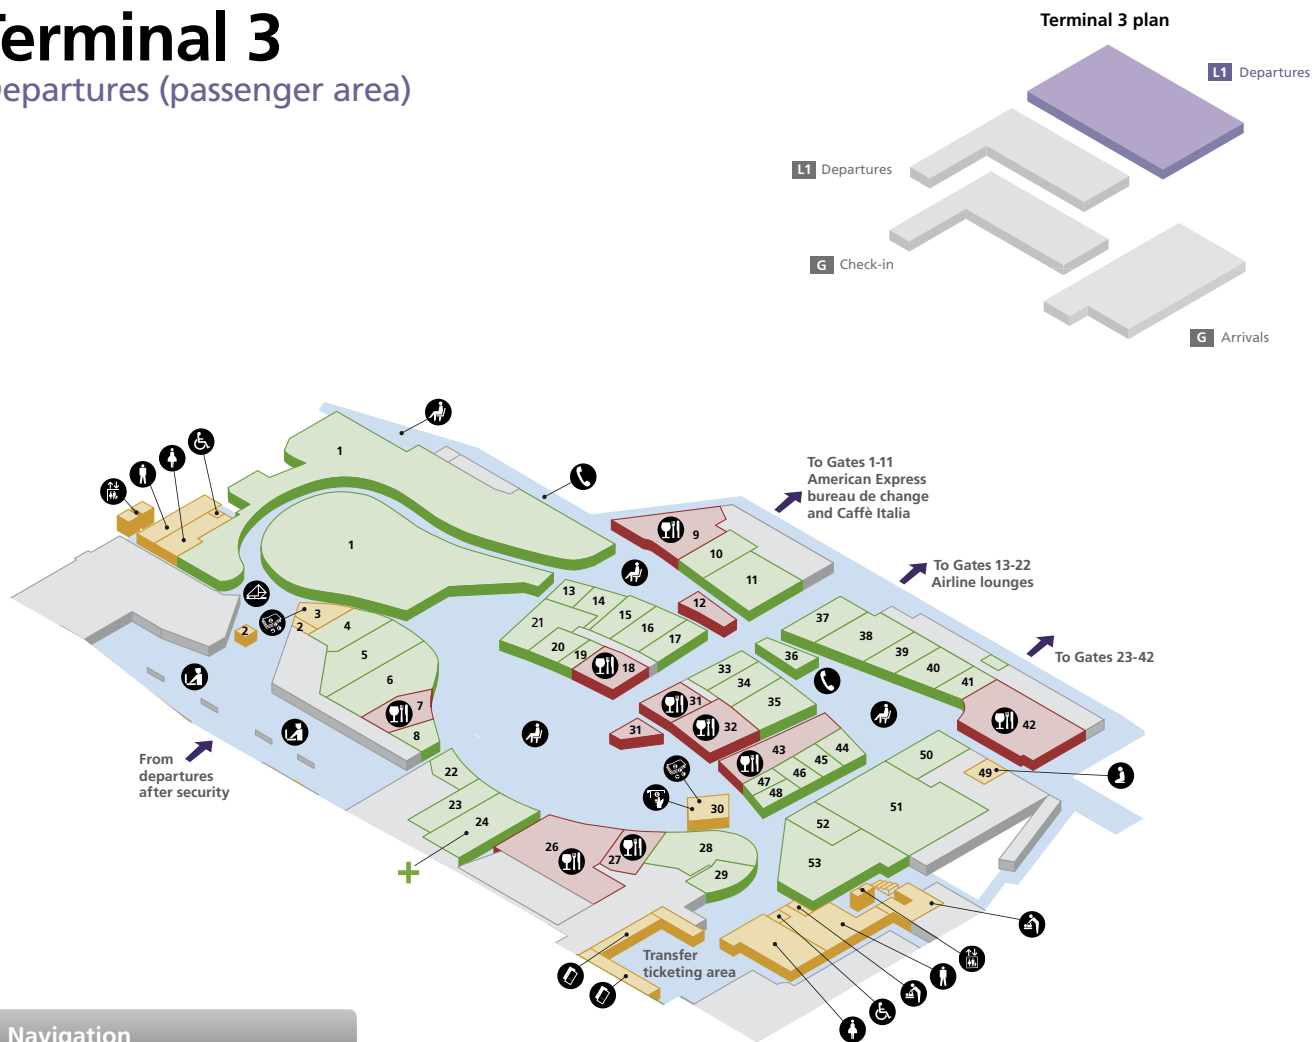 erminal 3
epartures (passenger area)
Terminal 3 plan
L1 Departures
L1 Departures
G Check-in
G Arrivals
To Gates 1-11
American Express
bureau de change
and Caffè Italia
To Gates 13-22
Airline lounges
To Gates 23-42
From
departures
after security
Transfer
ticketing area
1
1
2
2
3
4
5
6
7
8
9
10
11
12
13
14
15
16
17
18
19
20
21
22
23
24
26
27
28
29
30
31
31
32
33
34
35
36
37
38
39
40
41
42
43
44
45
46
47
48
49
50
51
52
53
Navigation